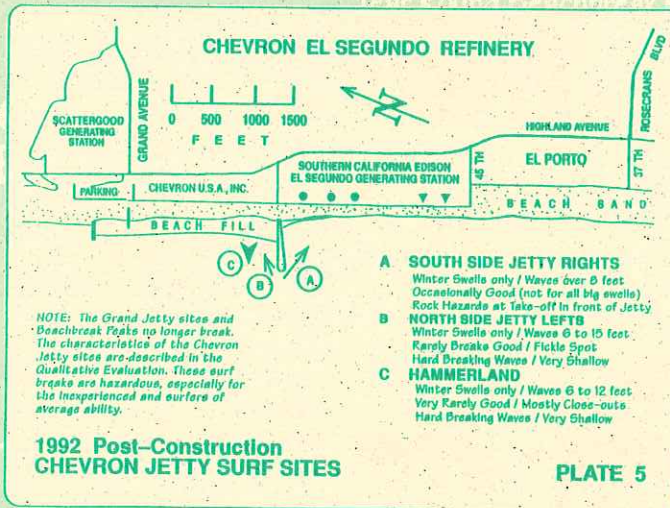 CHEVRON EL SEGUNDO REFINERY
SCATTERGOOD
GENERATING
STATION
GRAND AVENUE
0 500 1000 1500
FEET
N
HIGHLAND AVENUE
ROSECRANS BLVD
SOUTHERN CALIFORNIA EDISON
EL SEGUNDO GENERATING STATION
45 TH
EL PORTO
37 TH
PARKING
CHEVRON U.S.A., INC.
BEACH SAND
BEACH FILL
C
B
A
A SOUTH SIDE JETTY RIGHTS
Winter Swells only / Waves over 8 feet
Occasionally Good (not for all big swells)
Rock Hazards at Take-off in front of Jetty
B NORTH SIDE JETTY LEFTS
Winter Swells only / Waves 6 to 15 feet
Rarely Breaks Good / Fickle Spot
Hard Breaking Waves / Very Shallow
C HAMMERLAND
Winter Swells only / Waves 6 to 12 feet
Very Rarely Good / Mostly Close-outs
Hard Breaking Waves / Very Shallow
NOTE: The Grand Jetty sites and
Beachbreak Peaks no longer break.
The characteristics of the Chevron
Jetty sites are described in the
Qualitative Evaluation. These surf
breaks are hazardous, especially for
the inexperienced and surfers of
average ability.
1992 Post-Construction
CHEVRON JETTY SURF SITES
PLATE 5